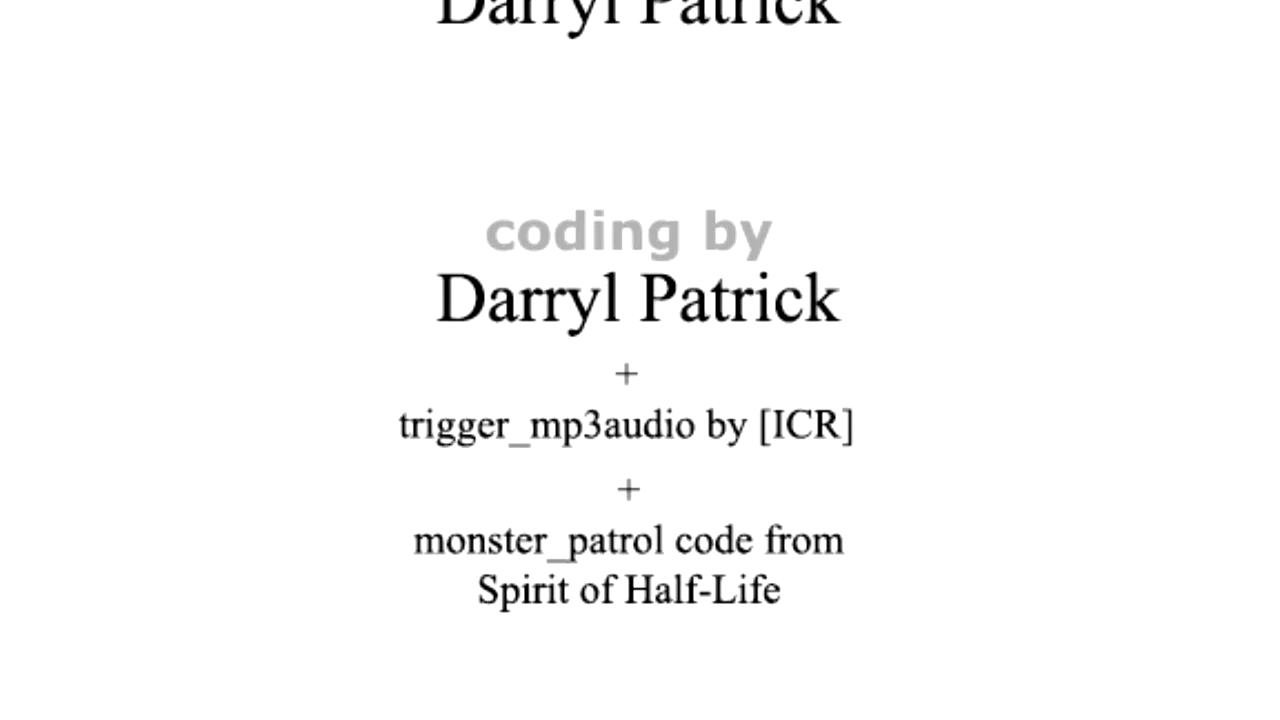 Darryl Patrick
coding by
Darryl Patrick
+
trigger_mp3audio by [ICR]
+
monster_patrol code from
Spirit of Half-Life